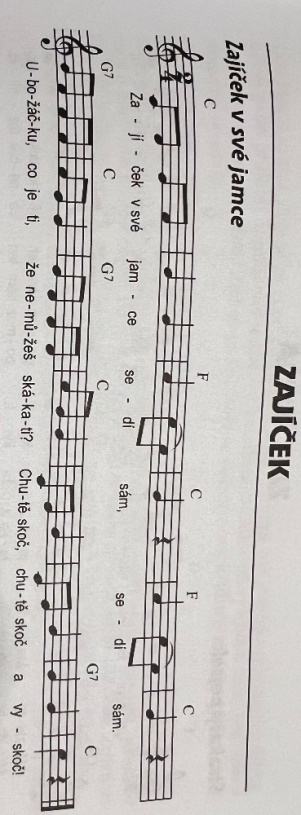 ZAJÍČEK
Zajíček v své jamce
C F C F C
Za - jí - ček v své jam - ce se - dí sám, se - dí sám.
G7 C G7 C G7 C
U-bo-žáč-ku, co je ti, že ne-mů-žeš ská-ka-ti? Chu-tě skoč, chu-tě skoč a vy - skoč!